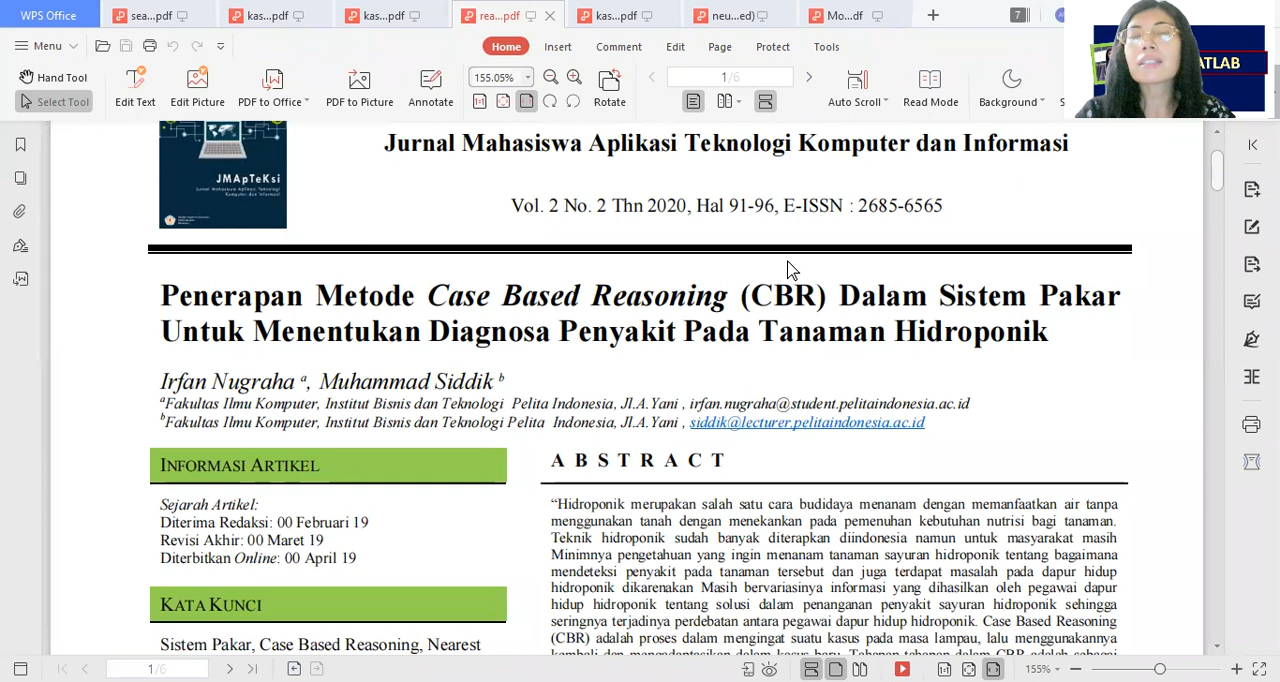 WPS Office sea...pdf kas...pdf kas...pdf rea...pdf kas...pdf neu...ed) Mo...df 7
Menu Home Insert Comment Edit Page Protect Tools
ATLAB
Hand Tool 155.05% 1/6
Select Tool Edit Text Edit Picture PDF to Office PDF to Picture Annotate Rotate Auto Scroll Read Mode Background
Jurnal Mahasiswa Aplikasi Teknologi Komputer dan Informasi
JMApTeKsi
Jurnal Mahasiswa Aplikasi Teknologi
Komputer dan Informasi
Vol. 2 No. 2 Thn 2020, Hal 91-96, E-ISSN : 2685-6565
Penerapan Metode Case Based Reasoning (CBR) Dalam Sistem Pakar
Untuk Menentukan Diagnosa Penyakit Pada Tanaman Hidroponik
Irfan Nugraha a, Muhammad Siddik b
aFakultas Ilmu Komputer, Institut Bisnis dan Teknologi Pelita Indonesia, Jl.A.Yani , irfan.nugraha@student.pelitaindonesia.ac.id
bFakultas Ilmu Komputer, Institut Bisnis dan Teknologi Pelita Indonesia, Jl.A.Yani , siddik@lecturer.pelitaindonesia.ac.id
INFORMASI ARTIKEL
Sejarah Artikel:
Diterima Redaksi: 00 Februari 19
Revisi Akhir: 00 Maret 19
Diterbitkan Online: 00 April 19
KATA KUNCI
Sistem Pakar, Case Based Reasoning, Nearest
A B S T R A C T
“Hidroponik merupakan salah satu cara budidaya menanam dengan memanfaatkan air tanpa
menggunakan tanah dengan menekankan pada pemenuhan kebutuhan nutrisi bagi tanaman.
Teknik hidroponik sudah banyak diterapkan diindonesia namun untuk masyarakat masih
Minimnya pengetahuan yang ingin menanam tanaman sayuran hidroponik tentang bagaimana
mendeteksi penyakit pada tanaman tersebut dan juga terdapat masalah pada dapur hidup
hidroponik dikarenakan Masih bervariasinya informasi yang dihasilkan oleh pegawai dapur
hidup hidroponik tentang solusi dalam penanganan penyakit sayuran hidroponik sehingga
seringnya terjadinya perdebatan antara pegawai dapur hidup hidroponik. Case Based Reasoning
(CBR) adalah proses dalam mengingat suatu kasus pada masa lampau, lalu menggunakannya
1/6 155%